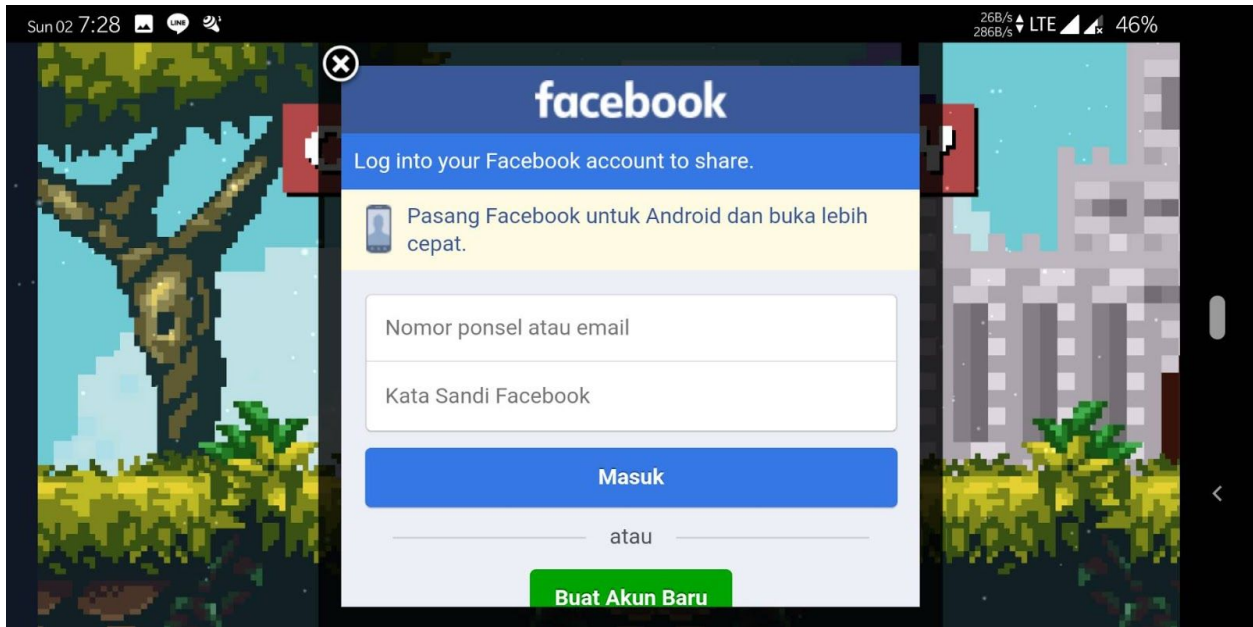 Sun 02 7:28 LINE
26B/s
286B/s LTE 46%
facebook
Log into your Facebook account to share.
Pasang Facebook untuk Android dan buka lebih
cepat.
Nomor ponsel atau email
Kata Sandi Facebook
Masuk
atau
Buat Akun Baru